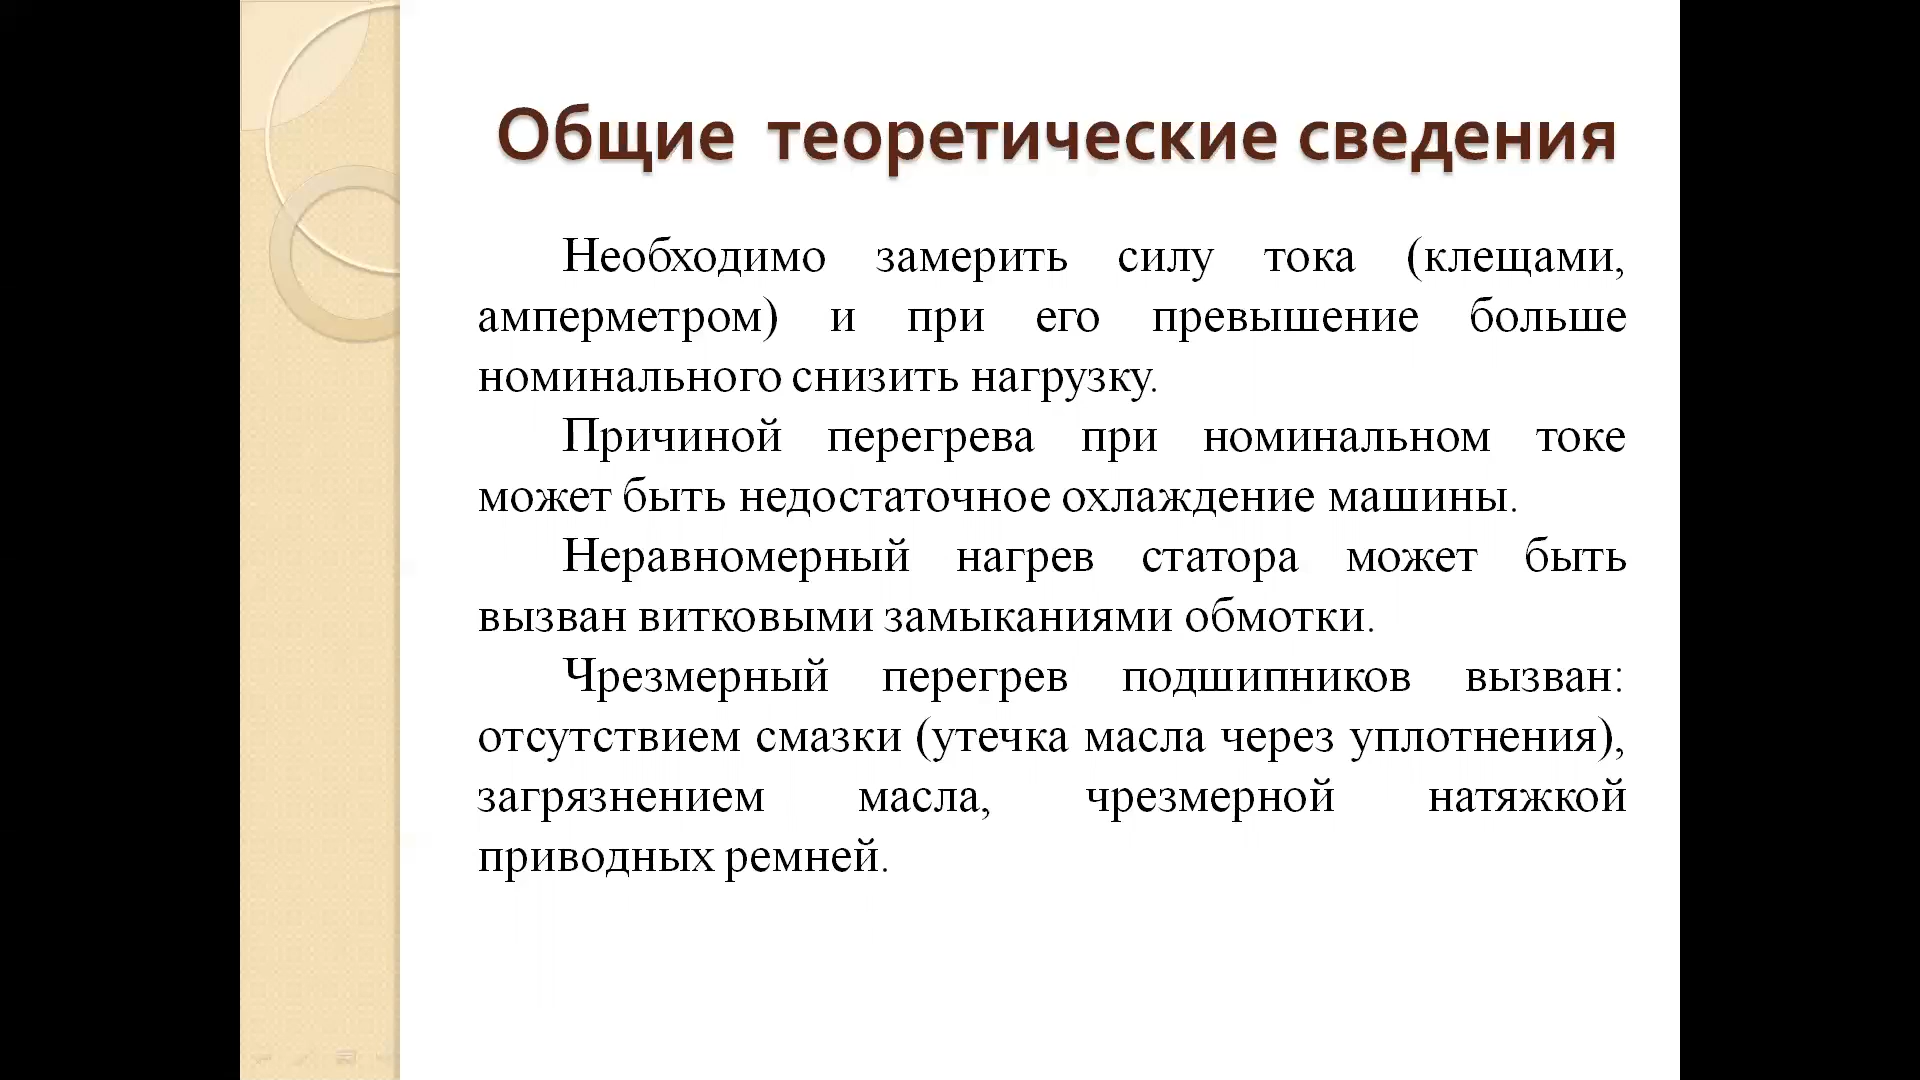 Общие теоретические сведения
Необходимо замерить силу тока (клещами,
амперметром) и при его превышение больше
номинального снизить нагрузку.
Причиной перегрева при номинальном токе
может быть недостаточное охлаждение машины.
Неравномерный нагрев статора может быть
вызван витковыми замыканиями обмотки.
Чрезмерный перегрев подшипников вызван:
отсутствием смазки (утечка масла через уплотнения),
загрязнением масла, чрезмерной натяжкой
приводных ремней.